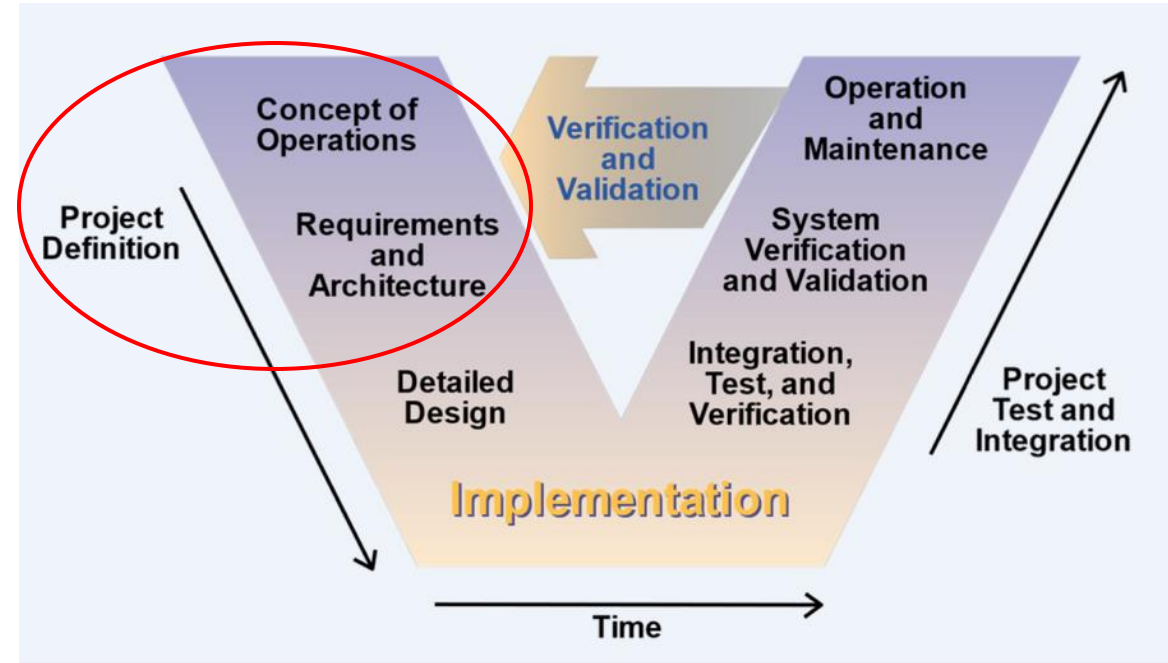 Concept of
Operations
Verification
and
Validation
Operation
and
Maintenance
Project
Definition
Requirements
and
Architecture
System
Verification
and Validation
Detailed
Design
Integration,
Test, and
Verification
Project
Test and
Integration
Implementation
Time